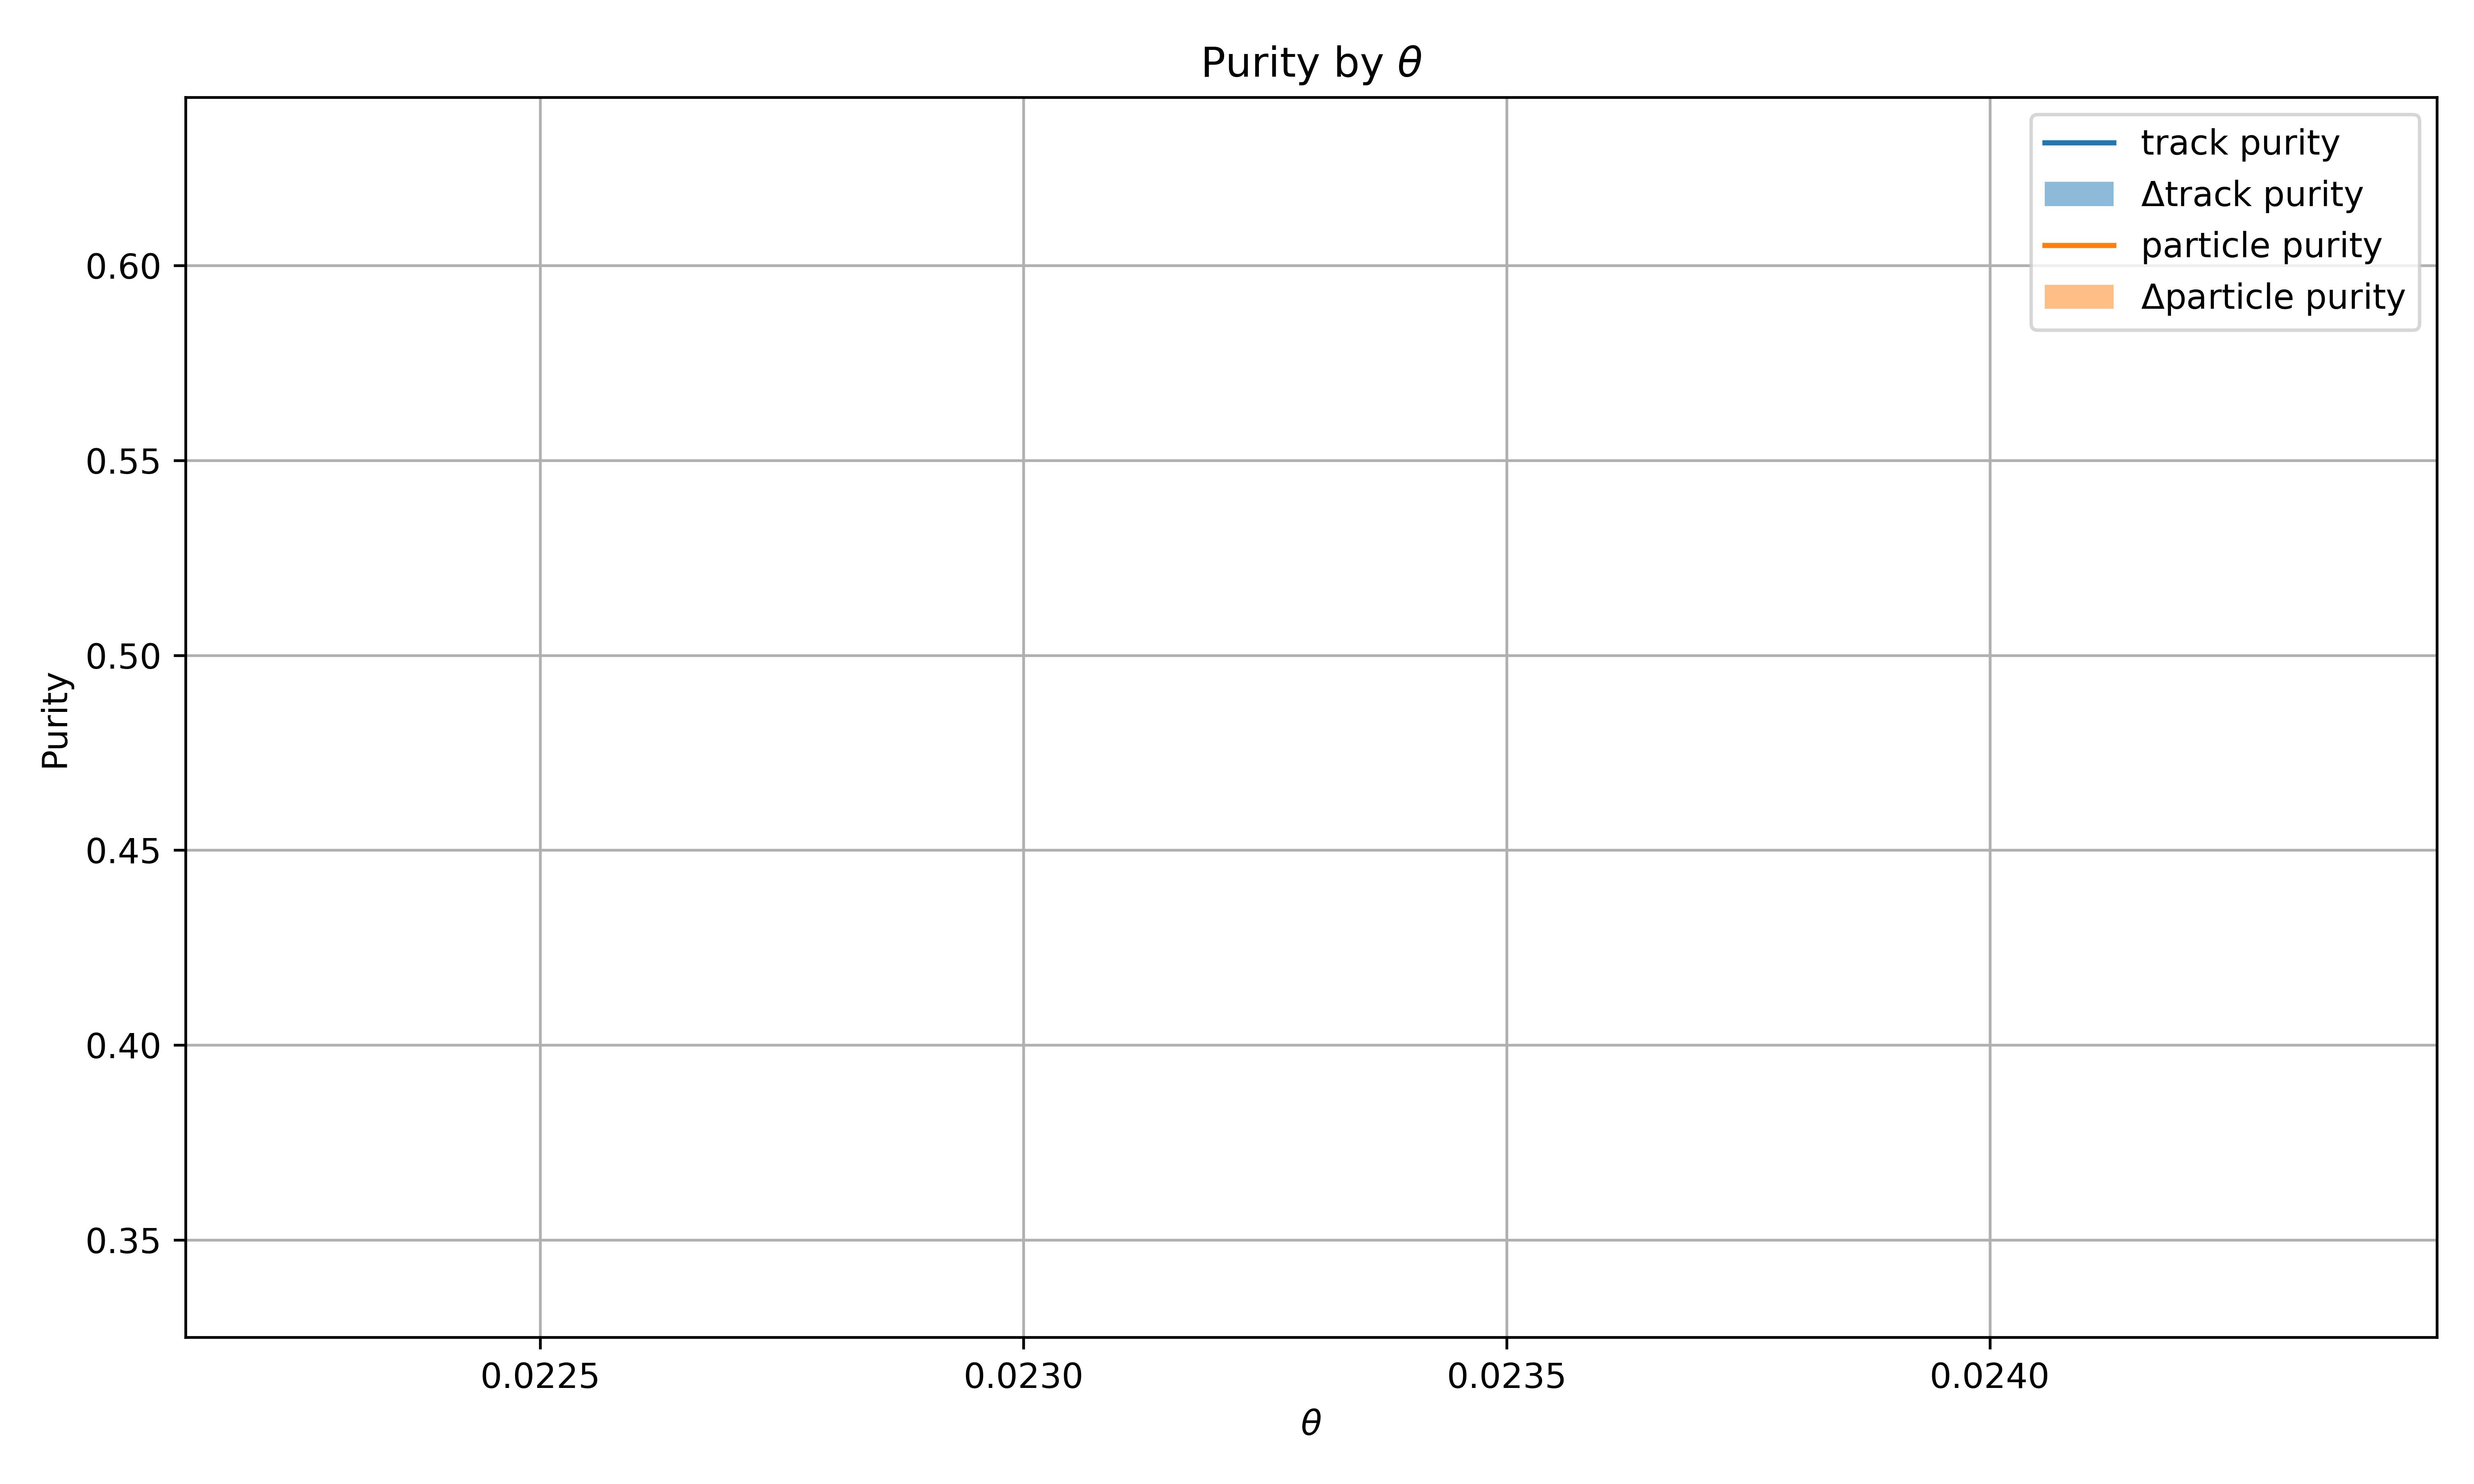 Purity by θ
track purity
Δtrack purity
particle purity
Δparticle purity
0.60
0.55
0.50
0.45
0.40
0.35
Purity
0.0225 0.0230 0.0235 0.0240
θ